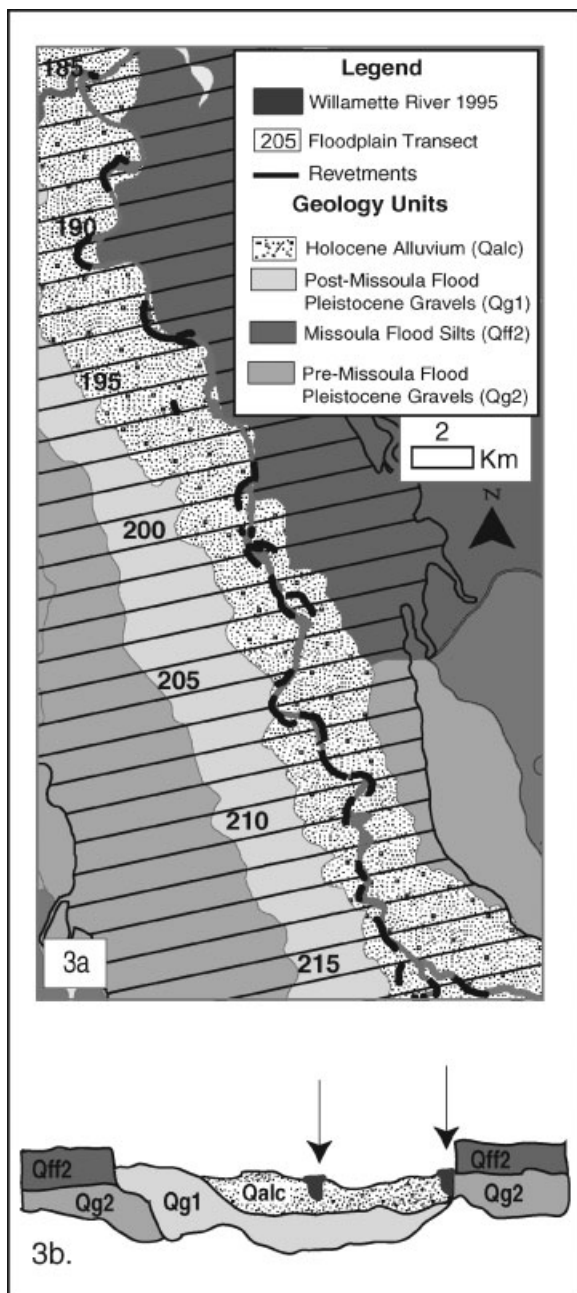 185
Legend
Willamette River 1995
205 Floodplain Transect
Revetments
Geology Units
190
Holocene Alluvium (Qalc)
Post-Missoula Flood
Pleistocene Gravels (Qg1)
Missoula Flood Silts (Qff2)
195
Pre-Missoula Flood
Pleistocene Gravels (Qg2)
2
Km
N
200
205
210
3a
215
Qff2
Qg2
Qg1
Qalc
Qff2
Qg2
3b.